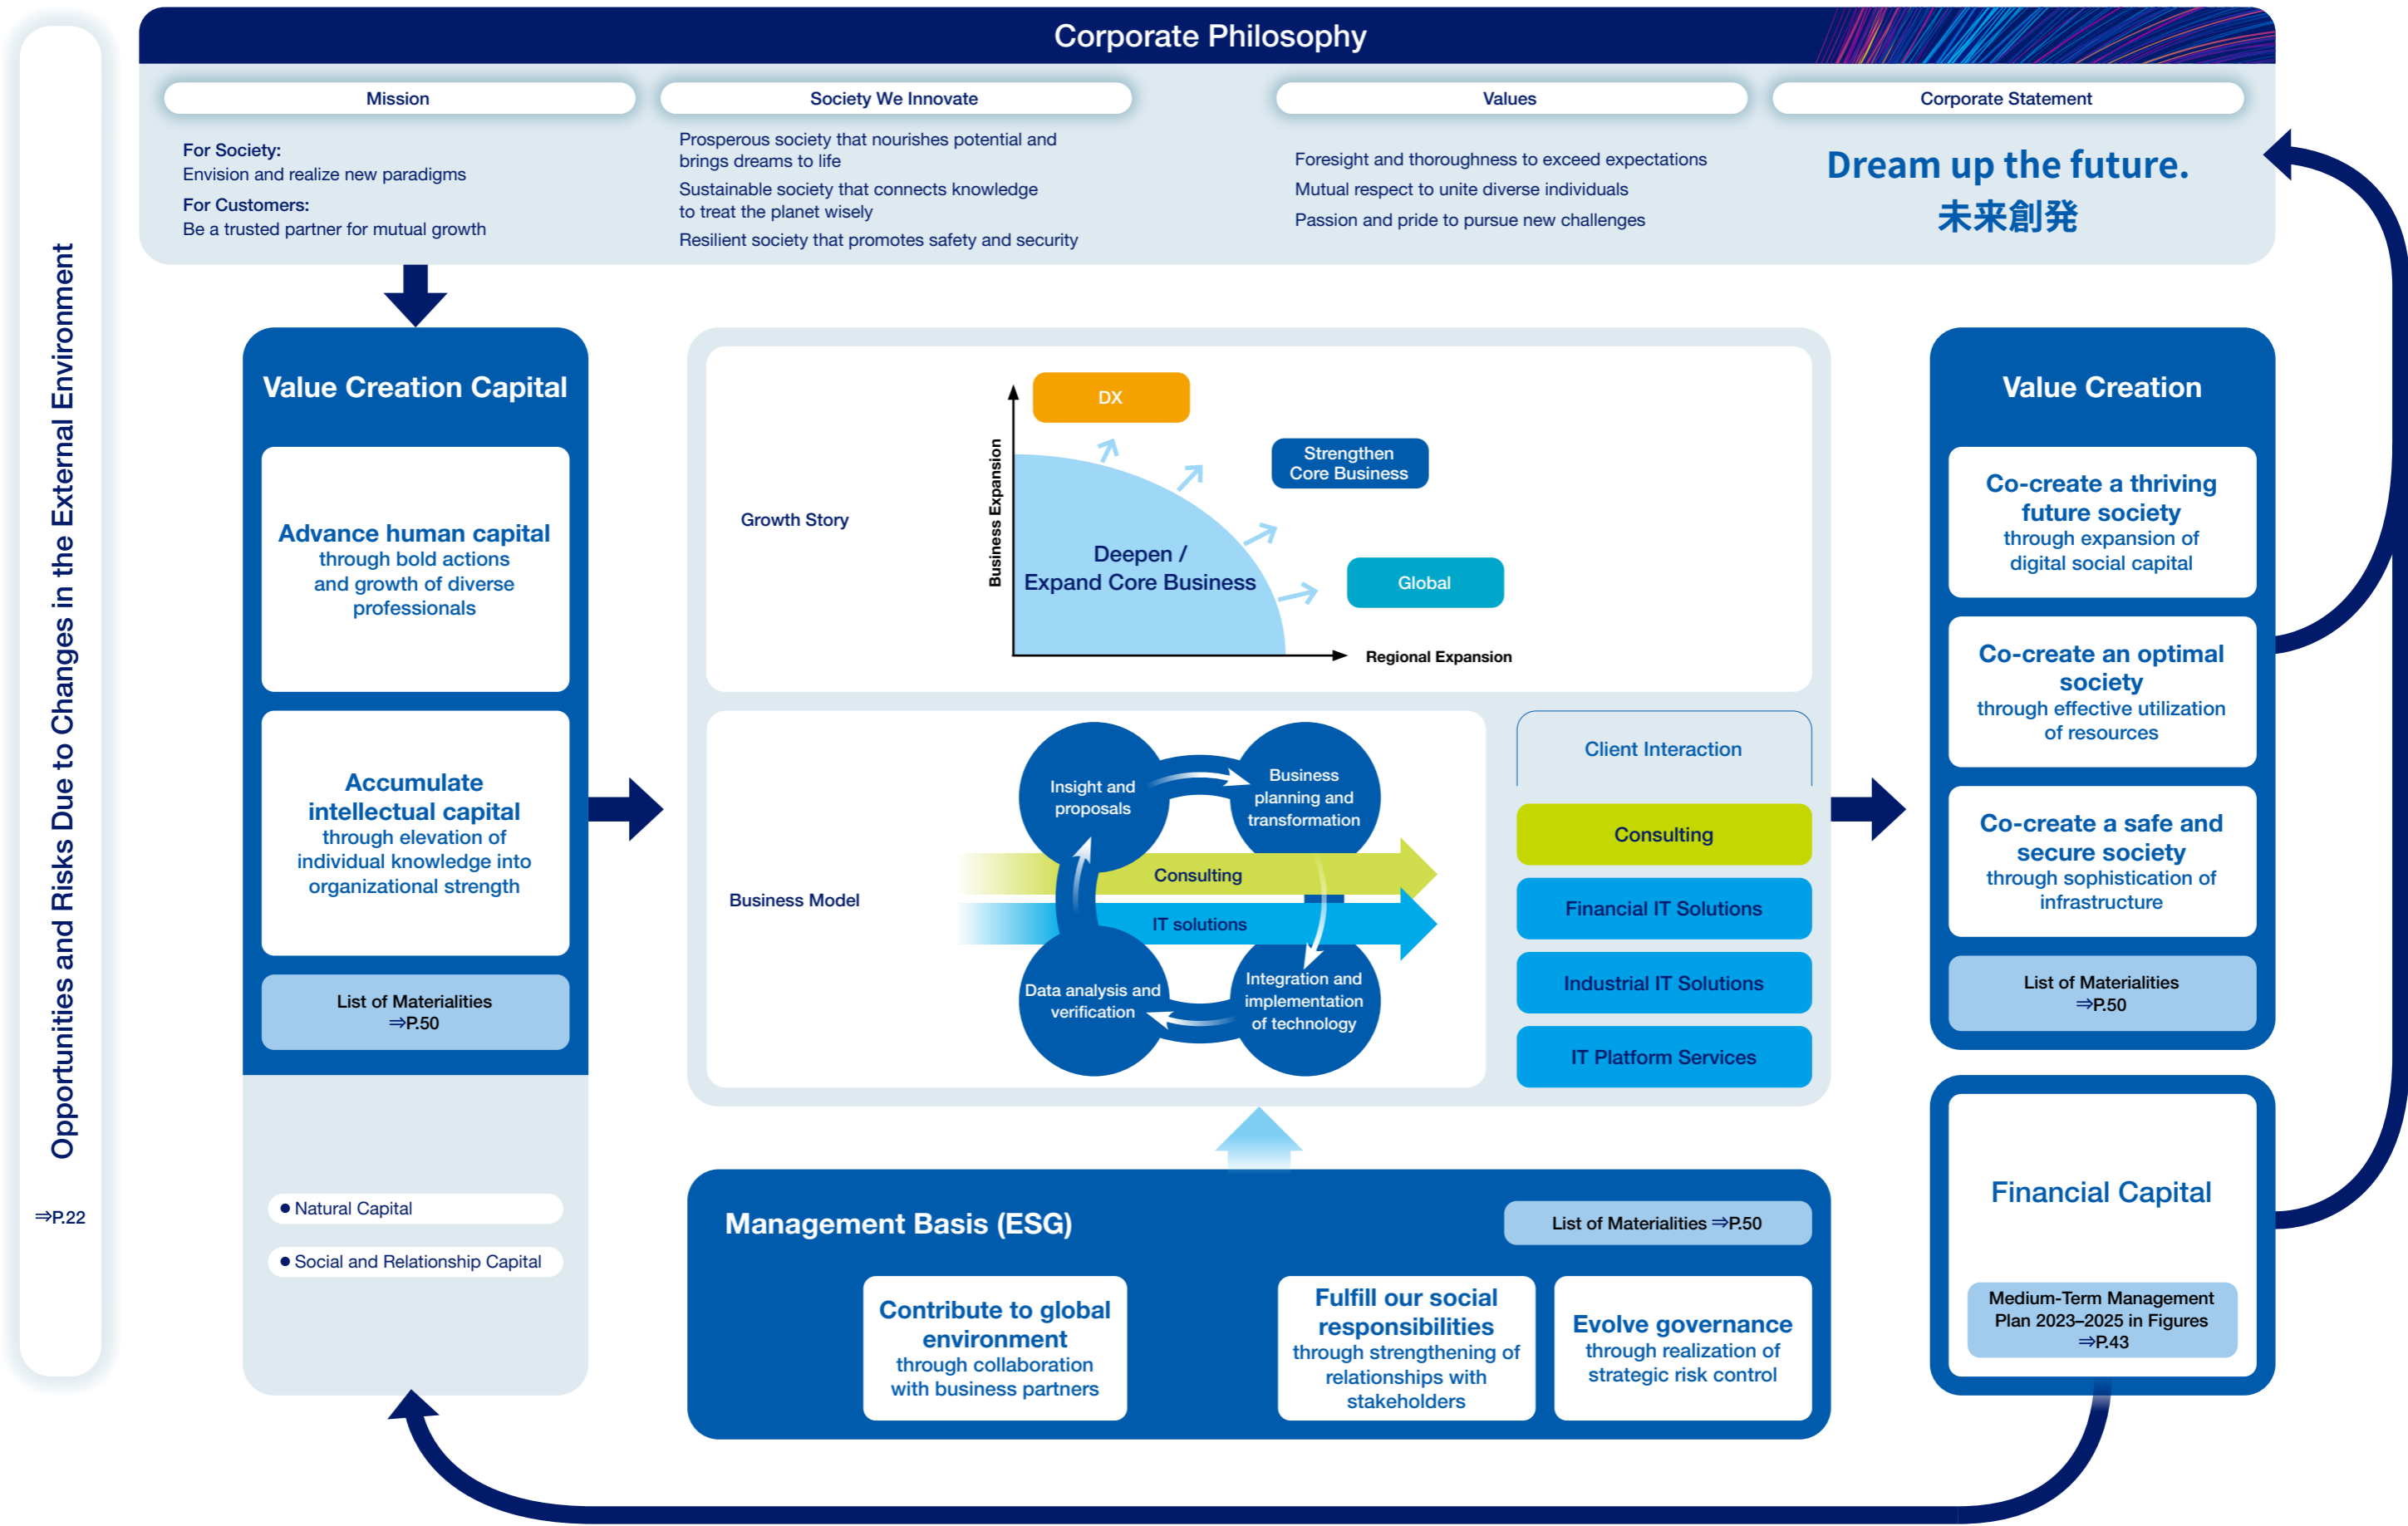 Opportunities and Risks Due to Changes in the External Environment
⇒P.22
Corporate Philosophy
Mission
For Society:
Envision and realize new paradigms
For Customers:
Be a trusted partner for mutual growth
Society We Innovate
Prosperous society that nourishes potential and
brings dreams to life
Sustainable society that connects knowledge
to treat the planet wisely
Resilient society that promotes safety and security
Values
Foresight and thoroughness to exceed expectations
Mutual respect to unite diverse individuals
Passion and pride to pursue new challenges
Corporate Statement
Dream up the future.
未来創発
Value Creation Capital
Advance human capital
through bold actions
and growth of diverse
professionals
Accumulate
intellectual capital
through elevation of
individual knowledge into
organizational strength
List of Materialities
⇒P.50
● Natural Capital
● Social and Relationship Capital
Growth Story
Business Expansion
DX
Strengthen
Core Business
Deepen /
Expand Core Business
Global
Regional Expansion
Business Model
Insight and
proposals
Business
planning and
transformation
Consulting
IT solutions
Data analysis and
verification
Integration and
implementation
of technology
Client Interaction
Consulting
Financial IT Solutions
Industrial IT Solutions
IT Platform Services
Management Basis (ESG)
List of Materialities ⇒P.50
Contribute to global
environment
through collaboration
with business partners
Fulfill our social
responsibilities
through strengthening of
relationships with
stakeholders
Evolve governance
through realization of
strategic risk control
Value Creation
Co-create a thriving
future society
through expansion of
digital social capital
Co-create an optimal
society
through effective utilization
of resources
Co-create a safe and
secure society
through sophistication of
infrastructure
List of Materialities
⇒P.50
Financial Capital
Medium-Term Management
Plan 2023–2025 in Figures
⇒P.43